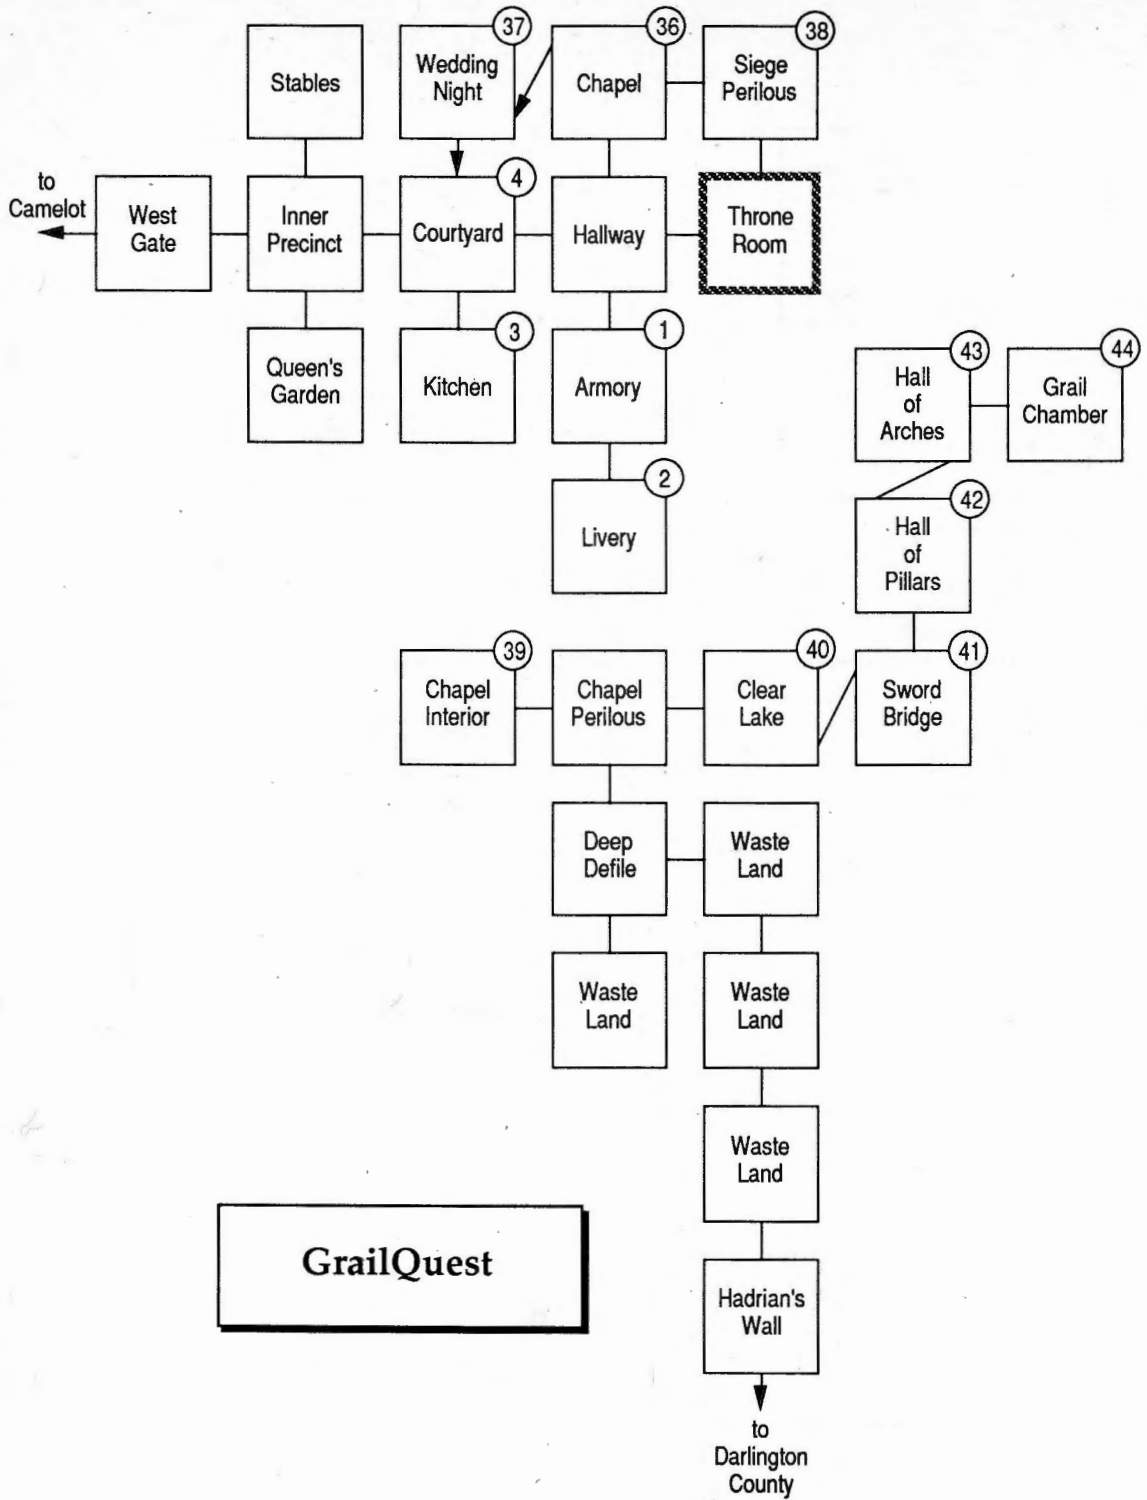 37
36
38
Stables
Wedding
Night
Chapel
Siege
Perilous
to
Camelot
West
Gate
Inner
Precinct
4
Courtyard
Hallway
Throne
Room
Queen's
Garden
3
Kitchen
1
Armory
43
Hall
of
Arches
44
Grail
Chamber
2
Livery
42
Hall
of
Pillars
39
Chapel
Interior
Chapel
Perilous
40
Clear
Lake
41
Sword
Bridge
Deep
Defile
Waste
Land
Waste
Land
Waste
Land
Waste
Land
GrailQuest
Hadrian's
Wall
to
Darlington
County